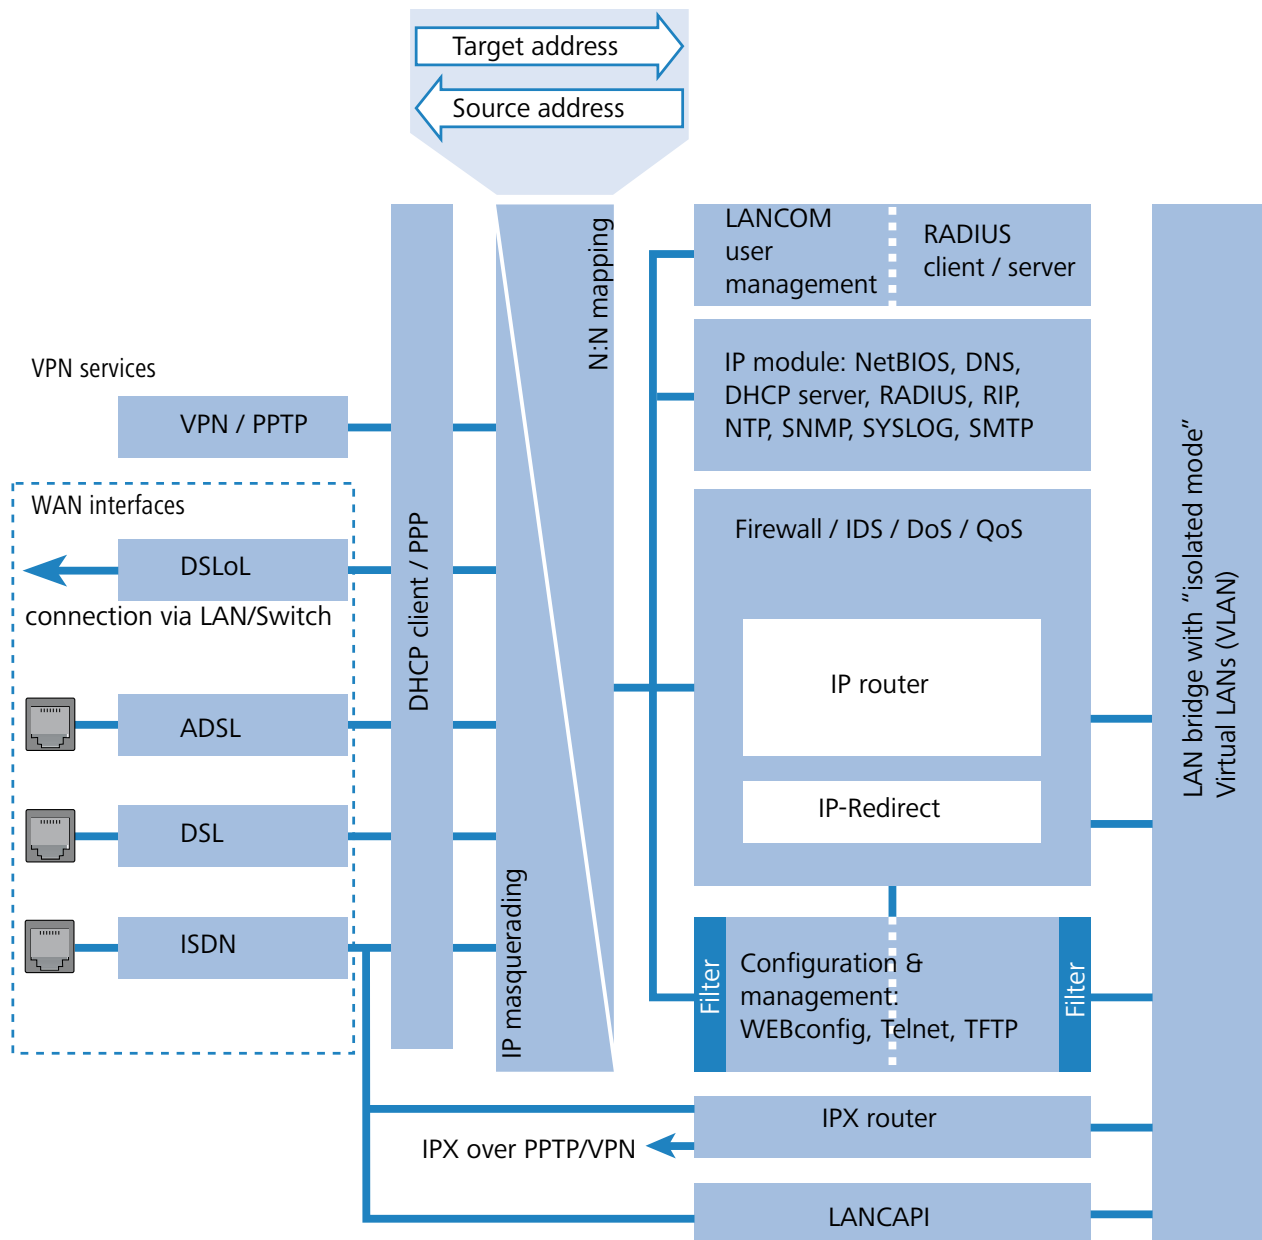 Target address
Source address
LANCOM
user
management
RADIUS
client / server
N:N mapping
IP module: NetBIOS, DNS,
DHCP server, RADIUS, RIP,
NTP, SNMP, SYSLOG, SMTP
VPN services
VPN / PPTP
WAN interfaces
DSLoL
connection via LAN/Switch
ADSL
DSL
ISDN
DHCP client / PPP
IP masquerading
Firewall / IDS / DoS / QoS
IP router
IP-Redirect
Filter
Configuration &
management:
WEBconfig, Telnet, TFTP
Filter
LAN bridge with “isolated mode”
Virtual LANs (VLAN)
IPX router
IPX over PPTP/VPN
LANCAPI